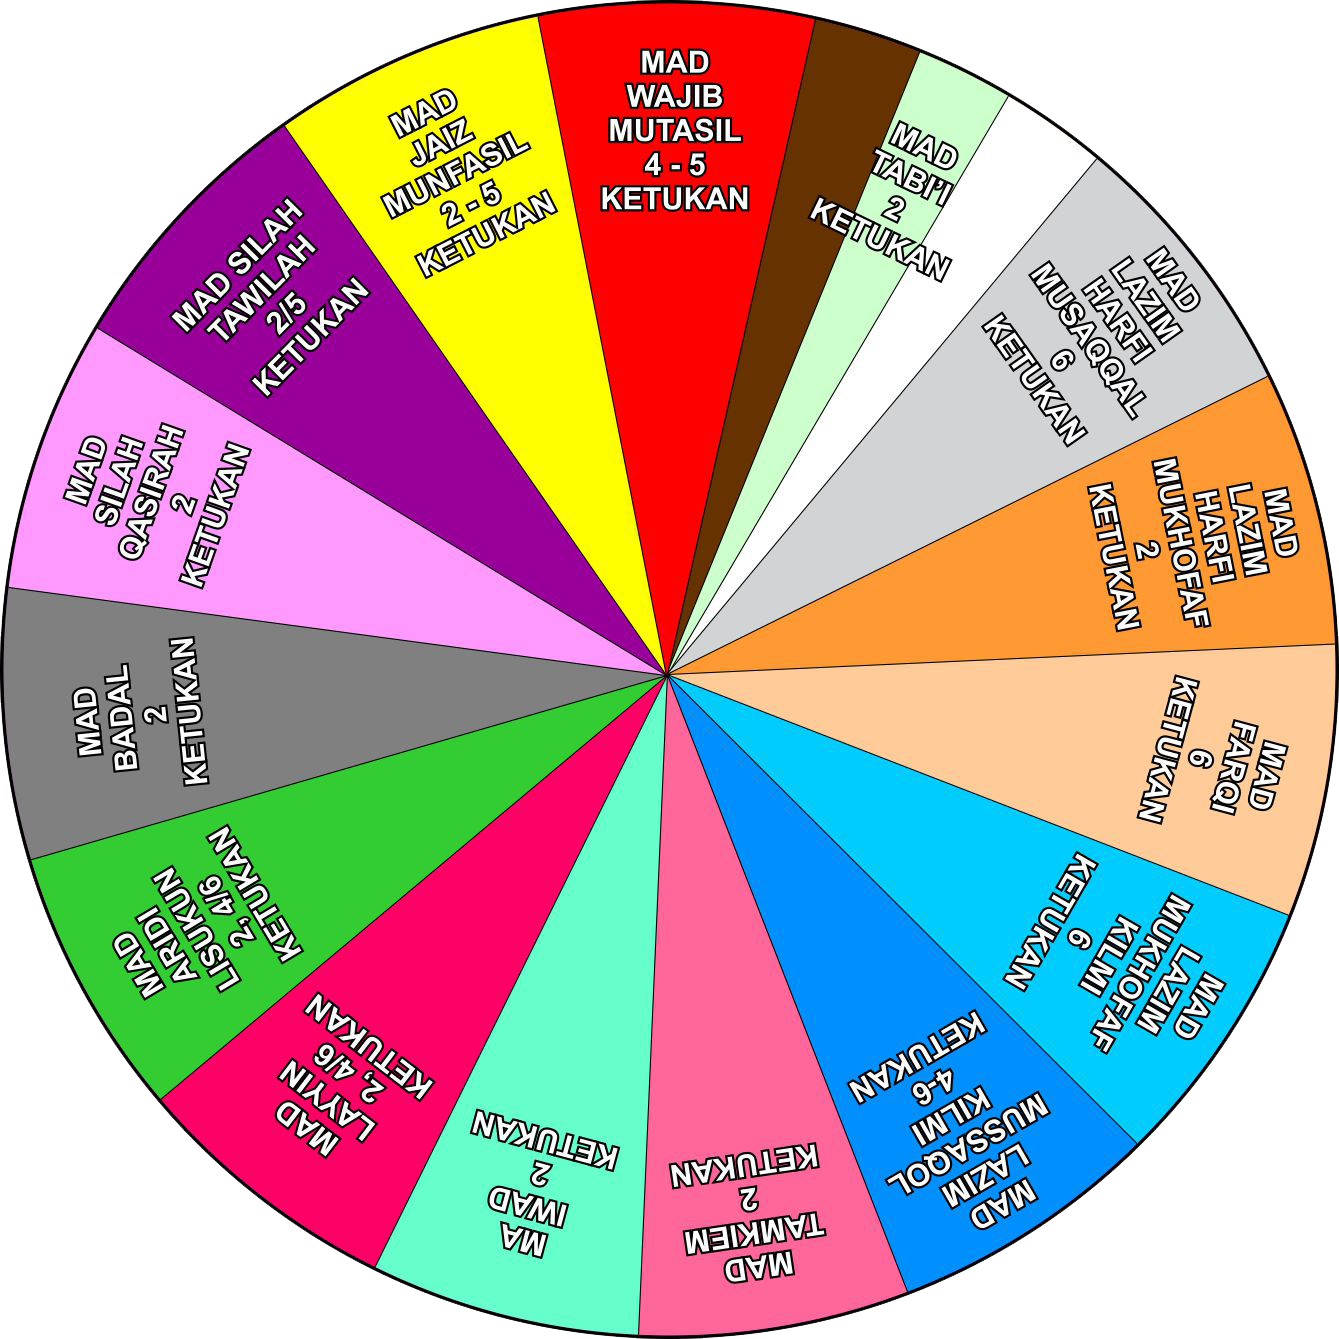 MAD
WAJIB
MUTASIL
4 - 5
KETUKAN
MAD
TABI'I
2
KETUKAN
MAD
LAZIM
HARFI
MUSAQQAL
6
KETUKAN
MAD
LAZIM
HARFI
MUKHOFAF
2
KETUKAN
MAD
FARQI
6
KETUKAN
MAD
LAZIM
MUKHOFAF
KILMI
6
KETUKAN
MAD
LAZIM
MUSSAQOL
KILMI
4-6
KETUKAN
MAD
TAMKIEM
2
KETUKAN
MA
IWAD
2
KETUKAN
MAD
LAYYIN
2, 4/6
KETUKAN
MAD
ARIDI
LISUKUN
2, 4/6
KETUKAN
MAD
BADAL
2
KETUKAN
MAD
SILAH
QASIRAH
2
KETUKAN
MAD SILAH
TAWILAH
2/5
KETUKAN
MAD
JAIZ
MUNFASIL
2 - 5
KETUKAN